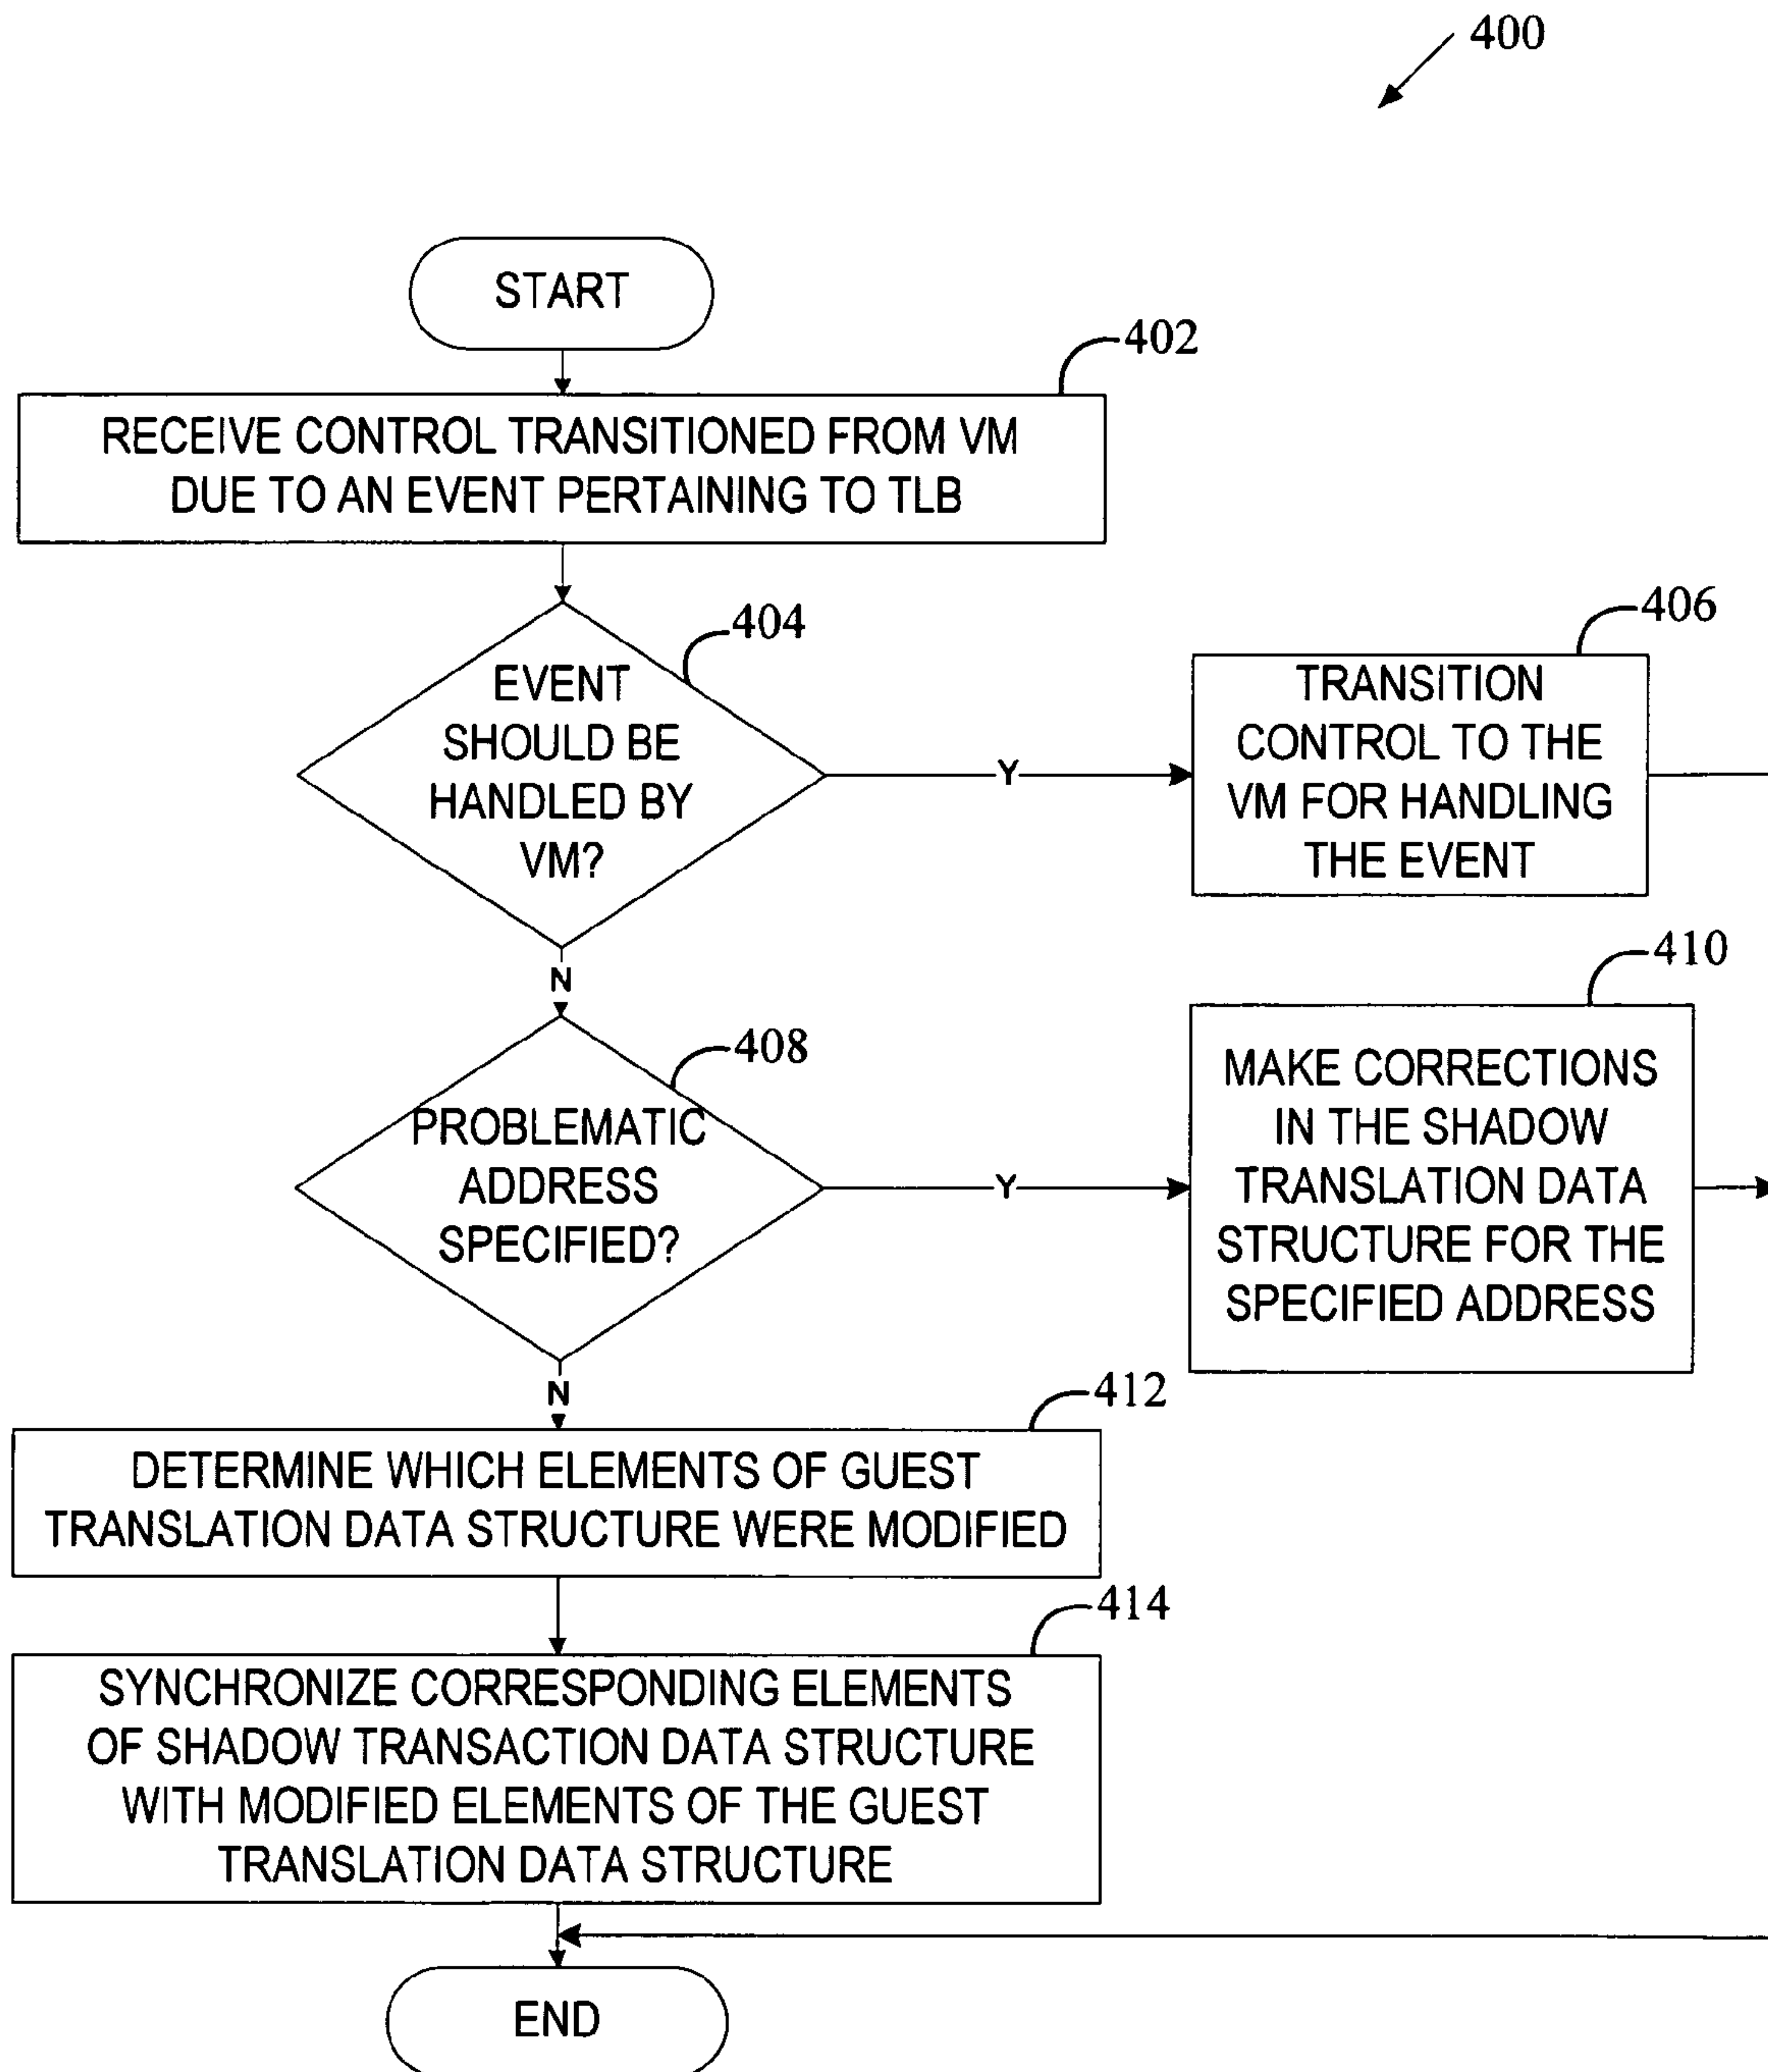 400
START
402
RECEIVE CONTROL TRANSITIONED FROM VM
DUE TO AN EVENT PERTAINING TO TLB
404
EVENT
SHOULD BE
HANDLED BY
VM?
Y
406
TRANSITION
CONTROL TO THE
VM FOR HANDLING
THE EVENT
N
408
PROBLEMATIC
ADDRESS
SPECIFIED?
Y
410
MAKE CORRECTIONS
IN THE SHADOW
TRANSLATION DATA
STRUCTURE FOR THE
SPECIFIED ADDRESS
N
412
DETERMINE WHICH ELEMENTS OF GUEST
TRANSLATION DATA STRUCTURE WERE MODIFIED
414
SYNCHRONIZE CORRESPONDING ELEMENTS
OF SHADOW TRANSACTION DATA STRUCTURE
WITH MODIFIED ELEMENTS OF THE GUEST
TRANSLATION DATA STRUCTURE
END